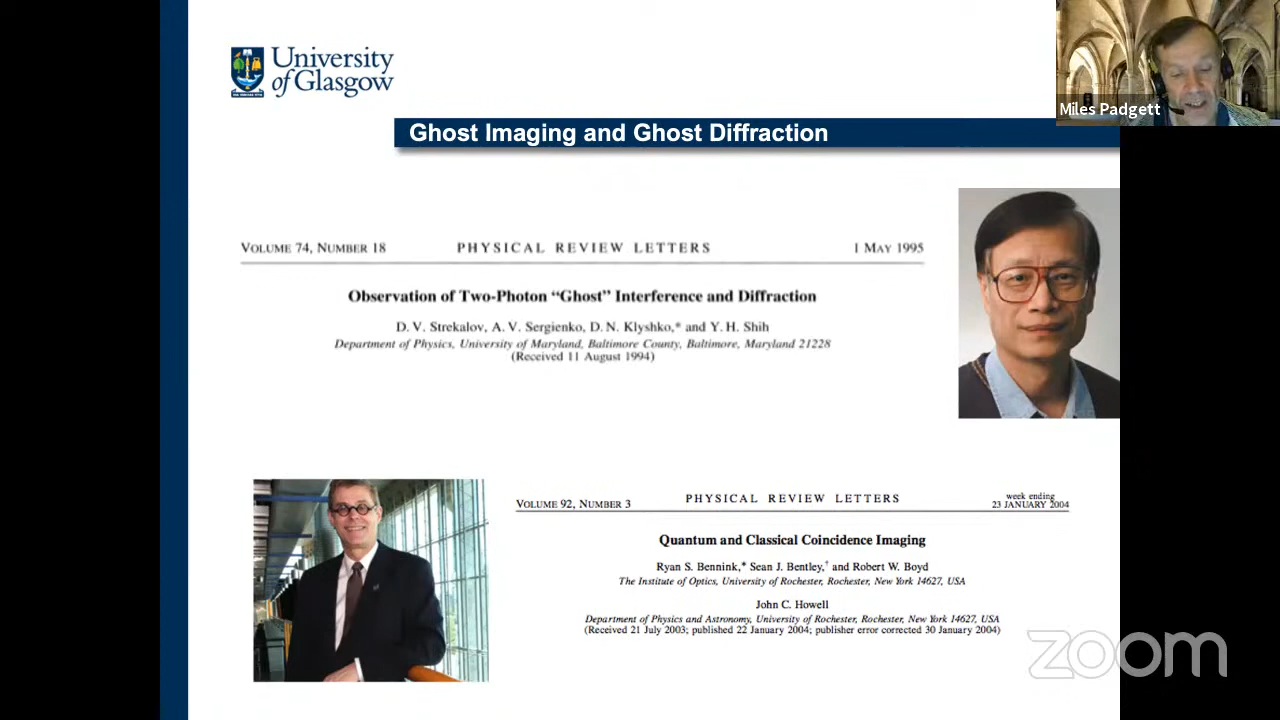 University
of Glasgow
Miles Padgett
Ghost Imaging and Ghost Diffraction
VOLUME 74, NUMBER 18 PHYSICAL REVIEW LETTERS 1 MAY 1995
Observation of Two-Photon “Ghost” Interference and Diffraction
D. V. Strekalov, A. V. Sergienko, D. N. Klyshko,* and Y. H. Shih
Department of Physics, University of Maryland, Baltimore County, Baltimore, Maryland 21228
(Received 11 August 1994)
VOLUME 92, NUMBER 3 PHYSICAL REVIEW LETTERS week ending
23 JANUARY 2004
Quantum and Classical Coincidence Imaging
Ryan S. Bennink,* Sean J. Bentley,† and Robert W. Boyd
The Institute of Optics, University of Rochester, Rochester, New York 14627, USA
John C. Howell
Department of Physics and Astronomy, University of Rochester, Rochester, New York 14627, USA
(Received 21 July 2003; published 22 January 2004; publisher error corrected 30 January 2004)
zoom